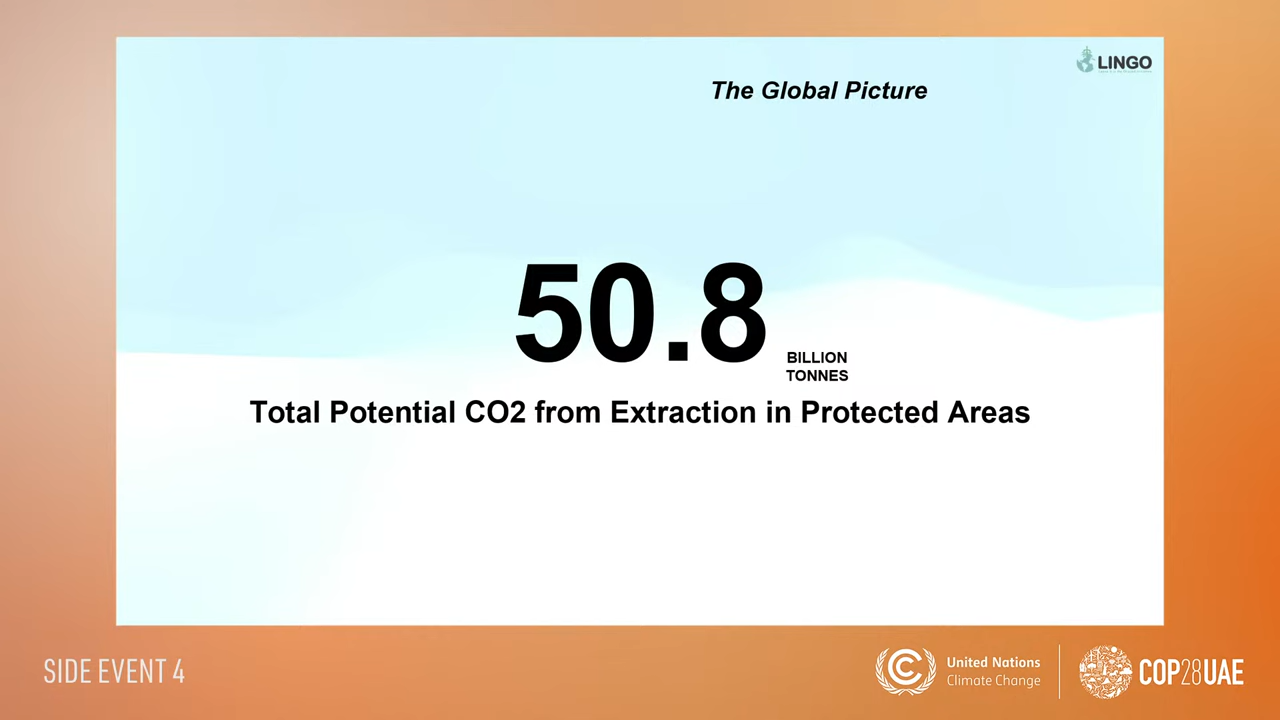 LINGO
The Global Picture
50.8
BILLION
TONNES
Total Potential CO2 from Extraction in Protected Areas
SIDE EVENT 4
United Nations
Climate Change
COP28UAE